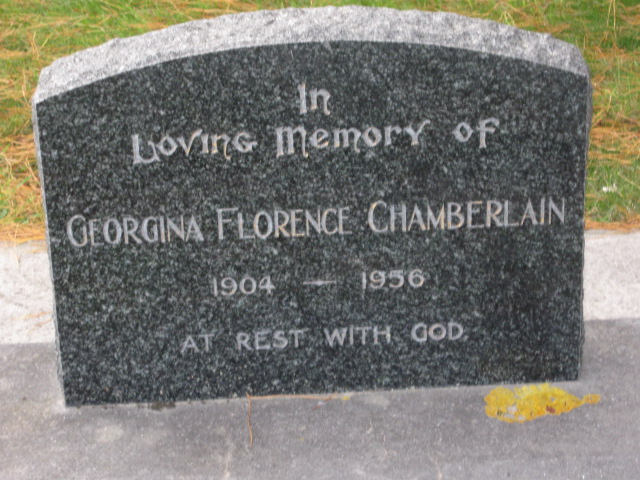 In
Loving Memory of
GEORGINA FLORENCE CHAMBERLAIN
1904 — 1956
AT REST WITH GOD.